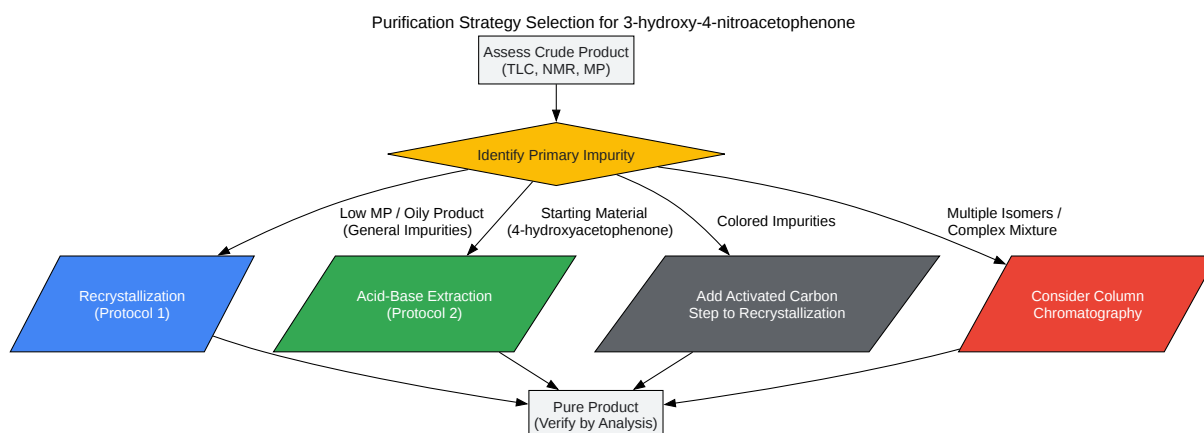 Purification Strategy Selection for 3-hydroxy-4-nitroacetophenone
Assess Crude Product
(TLC, NMR, MP)
Identify Primary Impurity
Low MP / Oily Product
(General Impurities)
Starting Material
(4-hydroxyacetophenone)
Colored Impurities
Multiple Isomers /
Complex Mixture
Recrystallization
(Protocol 1)
Acid-Base Extraction
(Protocol 2)
Add Activated Carbon
Step to Recrystallization
Consider Column
Chromatography
Pure Product
(Verify by Analysis)